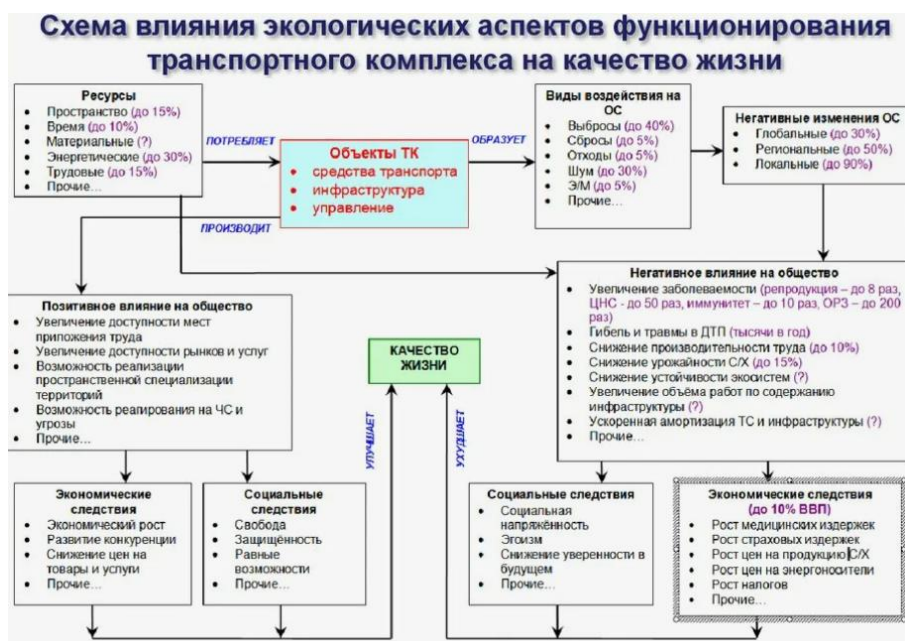 Схема влияния экологических аспектов функционирования
транспортного комплекса на качество жизни
Ресурсы
• Пространство (до 15%)
• Время (до 10%)
• Материальные (?)
• Энергетические (до 30%)
• Трудовые (до 15%)
• Прочие…
ПОТРЕБЛЯЕТ
Объекты ТК
• средства транспорта
• инфраструктура
• управление
ОБРАЗУЕТ
Виды воздействия на
ОС
• Выбросы (до 40%)
• Сбросы (до 5%)
• Отходы (до 5%)
• Шум (до 30%)
• Э/М (до 5%)
• Прочие…
Негативные изменения ОС
• Глобальные (до 30%)
• Региональные (до 50%)
• Локальные (до 90%)
ПРОИЗВОДИТ
Позитивное влияние на общество
• Увеличение доступности мест
приложения труда
• Увеличение доступности рынков и услуг
• Возможность реализации
пространственной специализации
территорий
• Возможность реалирования на ЧС и
угрозы
• Прочие…
КАЧЕСТВО
ЖИЗНИ
Негативное влияние на общество
• Увеличение заболеваемости (репродукция – до 8 раз,
ЦНС - до 50 раз, иммунитет – до 10 раз, ОРЗ – до 200
раз)
• Гибель и травмы в ДТП (тысячи в год)
• Снижение производительности труда (до 10%)
• Снижение урожайности С/Х (до 15%)
• Снижение устойчивости экосистем (?)
• Увеличение объёма работ по содержанию
инфраструктуры (?)
• Ускоренная амортизация ТС и инфраструктуры (?)
• Прочие…
УЛУЧШАЕТ
УХУДШАЕТ
Экономические
следствия
• Экономический рост
• Развитие конкуренции
• Снижение цен на
товары и услуги
• Прочие…
Социальные
следствия
• Свобода
• Защищённость
• Равные
возможности
• Прочие…
Социальные следствия
• Социальная
напряжённость
• Эгоизм
• Снижение уверенности в
будущем
• Прочие…
Экономические следствия
(до 10% ВВП)
• Рост медицинских издержек
• Рост страховых издержек
• Рост цен на продукцию С/Х
• Рост цен на энергоносители
• Рост налогов
• Прочие…